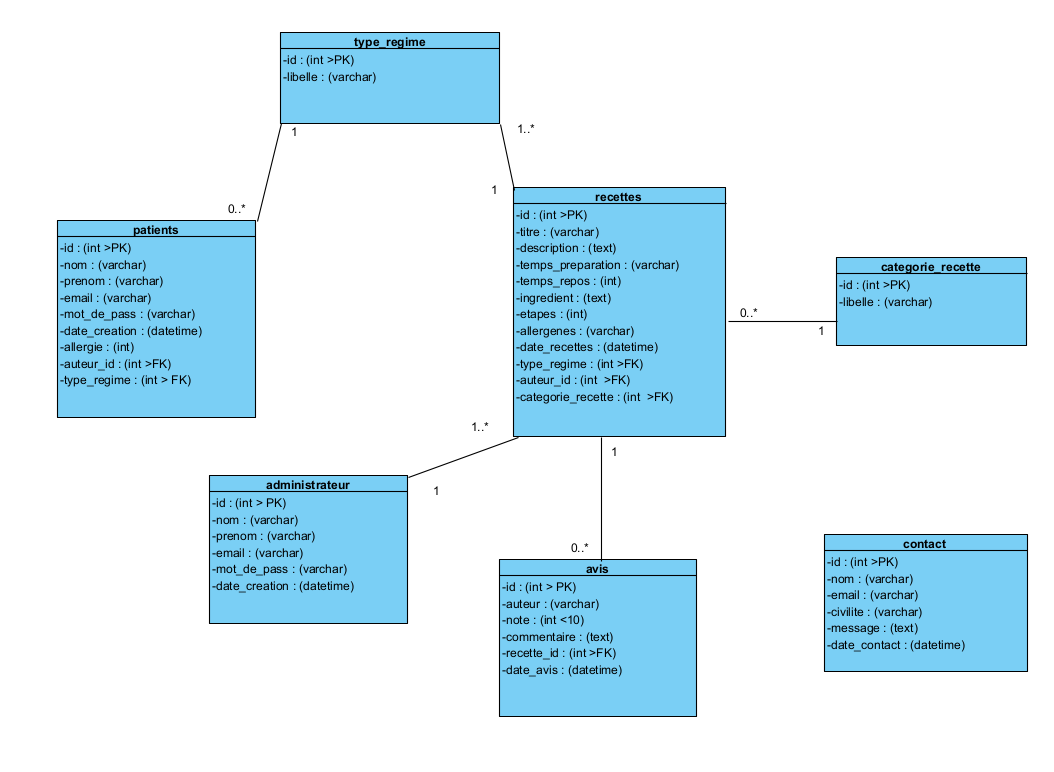 type_regime
-id : (int >PK)
-libelle : (varchar)
1
1..*
0..*
1
patients
-id : (int >PK)
-nom : (varchar)
-prenom : (varchar)
-email : (varchar)
-mot_de_pass : (varchar)
-date_creation : (datetime)
-allergie : (int)
-auteur_id : (int >FK)
-type_regime : (int > FK)
recettes
-id : (int >PK)
-titre : (varchar)
-description : (text)
-temps_preparation : (varchar)
-temps_repos : (int)
-ingredient : (text)
-etapes : (int)
-allergenes : (varchar)
-date_recettes : (datetime)
-type_regime : (int >FK)
-auteur_id : (int  >FK)
-categorie_recette : (int  >FK)
categorie_recette
-id : (int >PK)
-libelle : (varchar)
0..*
1
1..*
1
1
0..*
administrateur
-id : (int > PK)
-nom : (varchar)
-prenom : (varchar)
-email : (varchar)
-mot_de_pass : (varchar)
-date_creation : (datetime)
avis
-id : (int > PK)
-auteur : (varchar)
-note : (int <10)
-commentaire : (text)
-recette_id : (int >FK)
-date_avis : (datetime)
contact
-id : (int >PK)
-nom : (varchar)
-email : (varchar)
-civilite : (varchar)
-message : (text)
-date_contact : (datetime)